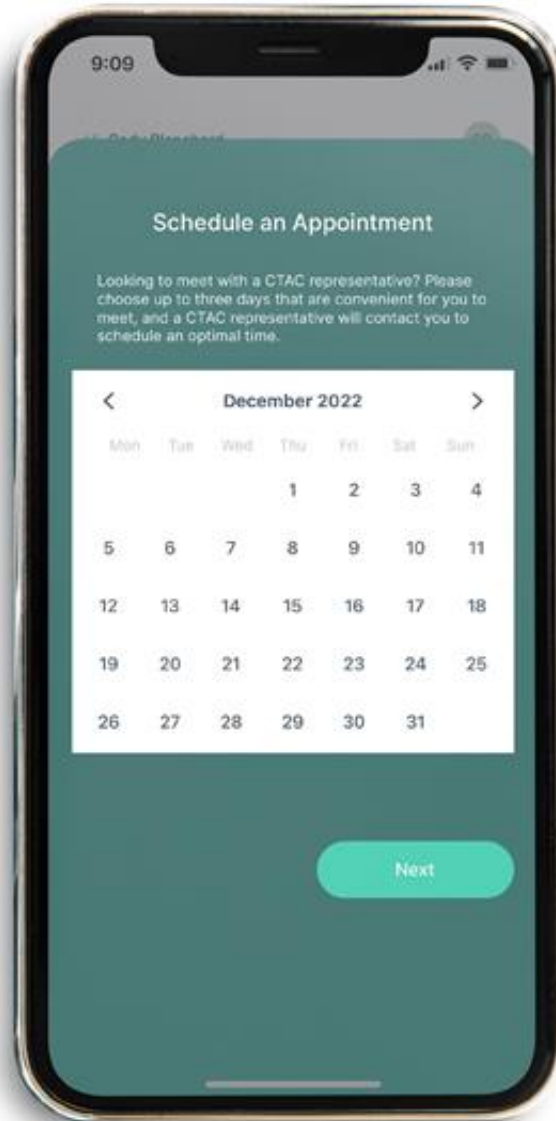 9:09
Schedule an Appointment
Looking to meet with a CTAC representative? Please
choose up to three days that are convenient for you to
meet, and a CTAC representative will contact you to
schedule an optimal time.
< December 2022 >
Mon Tue Wed Thu Fri Sat Sun
1 2 3 4
5 6 7 8 9 10 11
12 13 14 15 16 17 18
19 20 21 22 23 24 25
26 27 28 29 30 31
Next